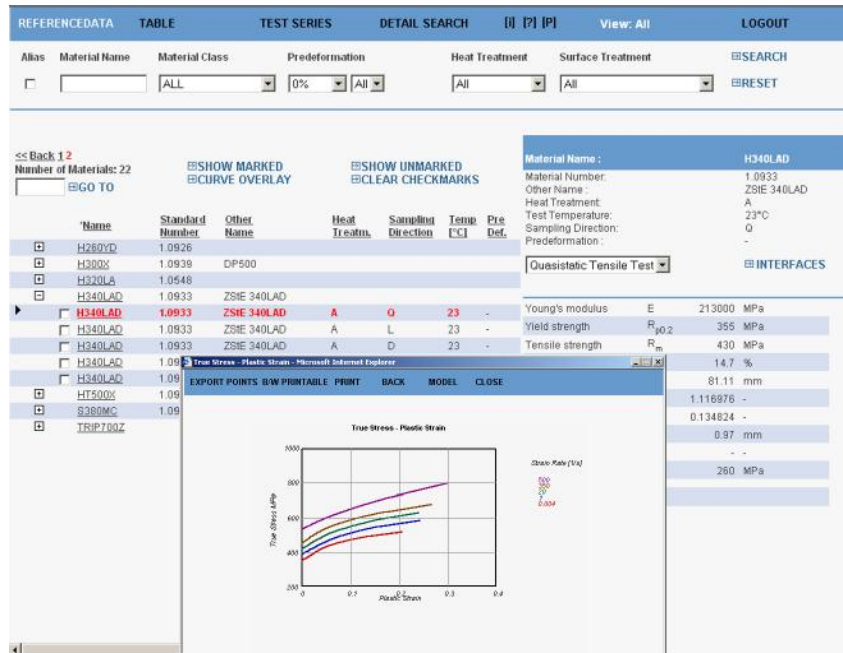 REFERENCEDATA TABLE TEST SERIES DETAIL SEARCH [i] [?] [P] View: All LOGOUT
Alias Material Name Material Class Predeformation Heat Treatment Surface Treatment SEARCH
ALL 0% All All All RESET
<< Back 1 2
Number of Materials: 22
GO TO
SHOW MARKED SHOW UNMARKED
CURVE OVERLAY CLEAR CHECKMARKS
'Name Standard Number Other Name Heat Treatm. Sampling Direction Temp [°C] Pre Def.
H260YD 1.0926
H300X 1.0939 DP500
H320LA 1.0548
H340LAD 1.0933 ZStE 340LAD
H340LAD 1.0933 ZStE 340LAD A Q 23 -
H340LAD 1.0933 ZStE 340LAD A L 23 -
H340LAD 1.0933 ZStE 340LAD A D 23 -
H340LAD 1.09
H340LAD 1.09
HT500X 1.09
S380MC 1.09
TRIP700Z
Material Name : H340LAD
Material Number: 1.0933
Other Name : ZStE 340LAD
Heat Treatment: A
Test Temperature: 23°C
Sampling Direction: Q
Predeformation : -
Quasistatic Tensile Test INTERFACES
Young's modulus E 213000 MPa
Yield strength Rp0.2 355 MPa
Tensile strength Rm 430 MPa
14.7 %
81.11 mm
1.116976 -
0.134824 -
0.97 mm
- -
260 MPa
True Stress - Plastic Strain - Microsoft Internet Explorer
EXPORT POINTS B/W PRINTABLE PRINT BACK MODEL CLOSE
True Stress - Plastic Strain
True Stress MPa
1000
800
600
400
200
0 0.1 0.2 0.3 0.4
Plastic Strain
Strain Rate [1/s]
500
20
1
0.004